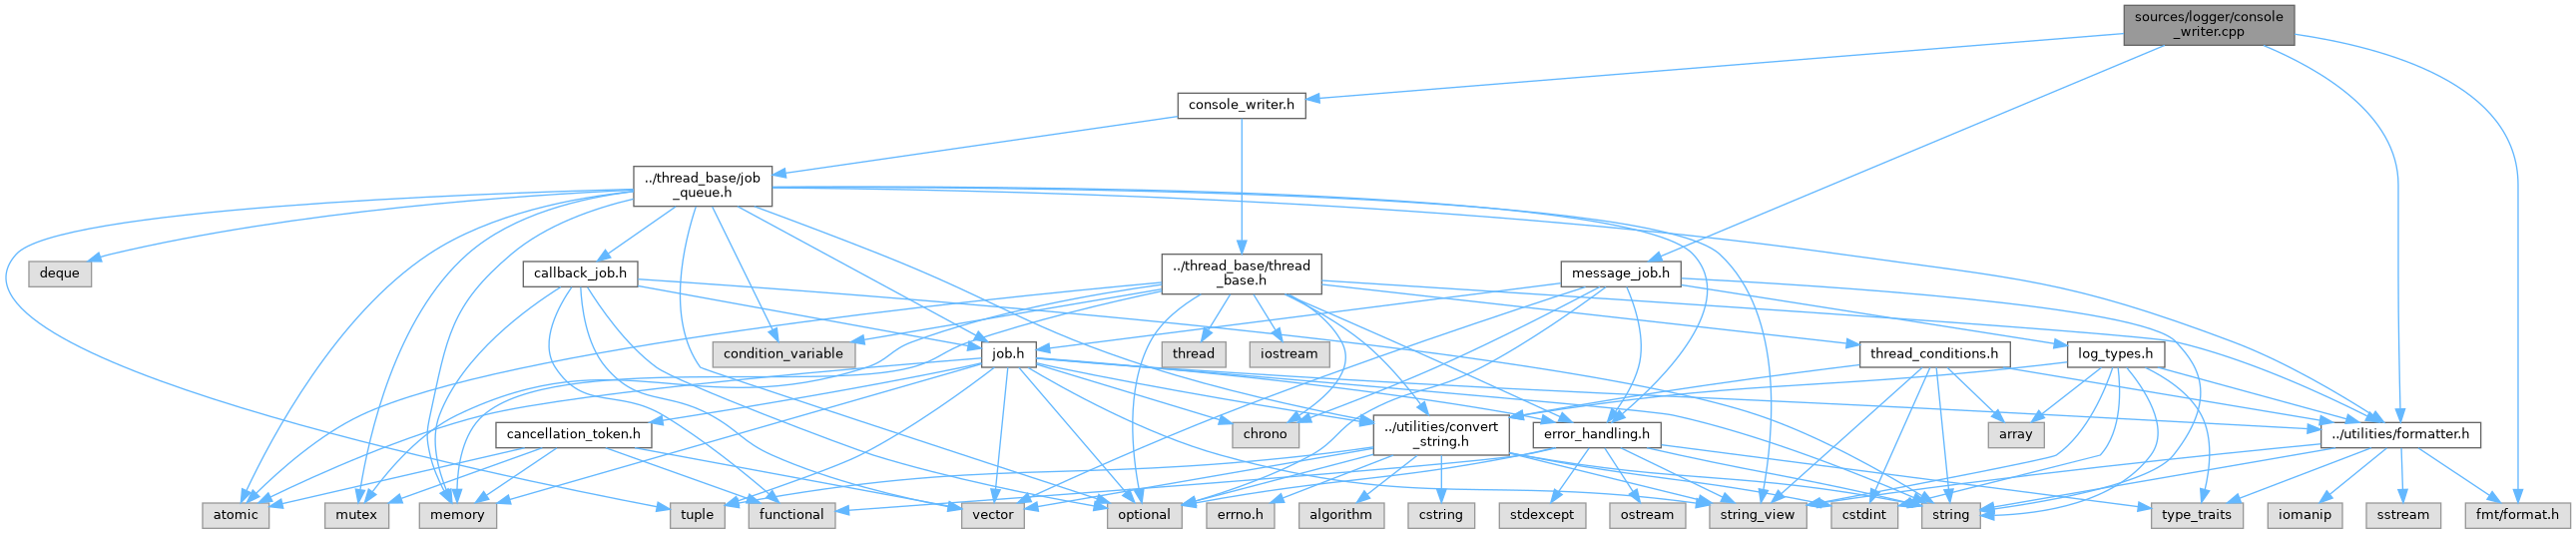 sources/logger/console
_writer.cpp
console_writer.h
../thread_base/job
_queue.h
deque
callback_job.h
../thread_base/thread
_base.h
message_job.h
condition_variable
job.h
thread
iostream
thread_conditions.h
log_types.h
cancellation_token.h
chrono
../utilities/convert
_string.h
error_handling.h
array
../utilities/formatter.h
atomic
mutex
memory
tuple
functional
vector
optional
errno.h
algorithm
cstring
stdexcept
ostream
string_view
cstdint
string
type_traits
iomanip
sstream
fmt/format.h